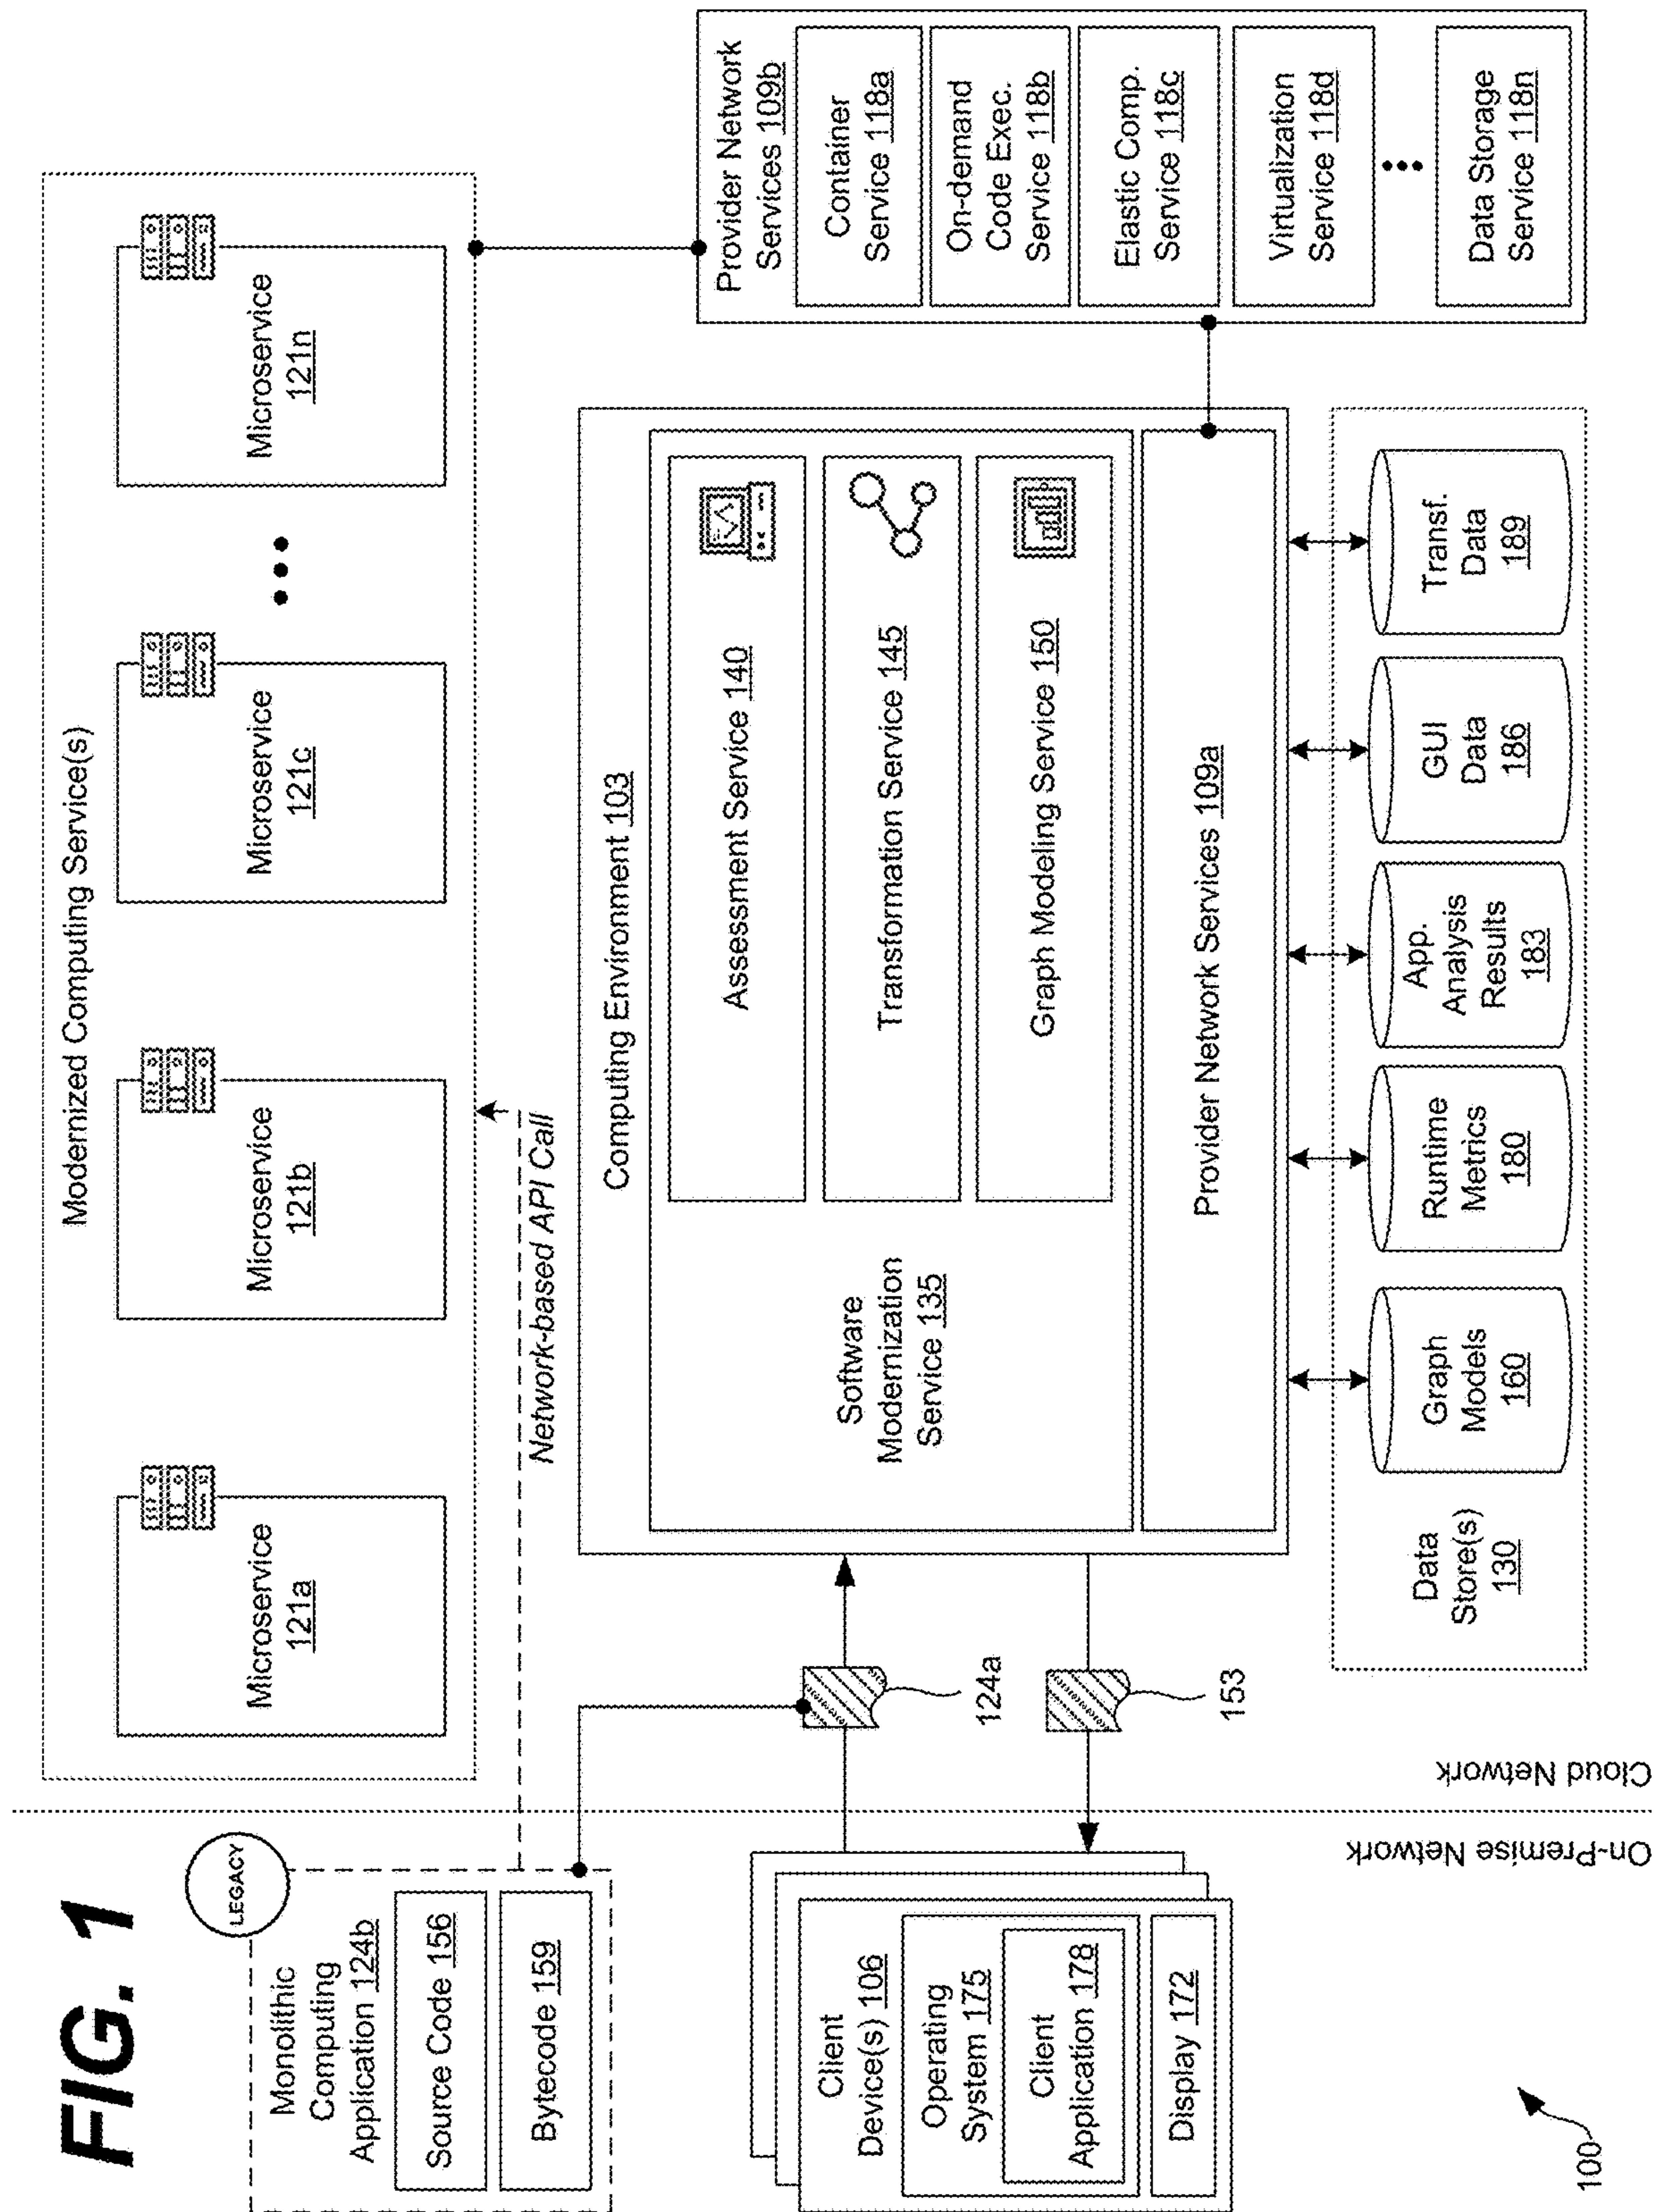 FIG. 1
LEGACY
Monolithic
Computing
Application 124b
Source Code 156
Bytecode 159
Client
Device(s) 106
Operating
System 175
Client
Application 178
Display 172
100
On-Premise Network
Cloud Network
Modernized Computing Service(s)
Microservice
121a
Microservice
121b
Microservice
121c
Microservice
121n
Network-based API Call
124a
153
Computing Environment 103
Software
Modernization
Service 135
Assessment Service 140
Transformation Service 145
Graph Modeling Service 150
Provider Network Services 109a
Data
Store(s)
130
Graph
Models
160
Runtime
Metrics
180
App.
Analysis
Results
183
GUI
Data
186
Transf.
Data
189
Provider Network
Services 109b
Container
Service 118a
On-demand
Code Exec.
Service 118b
Elastic Comp.
Service 118c
Virtualization
Service 118d
Data Storage
Service 118n